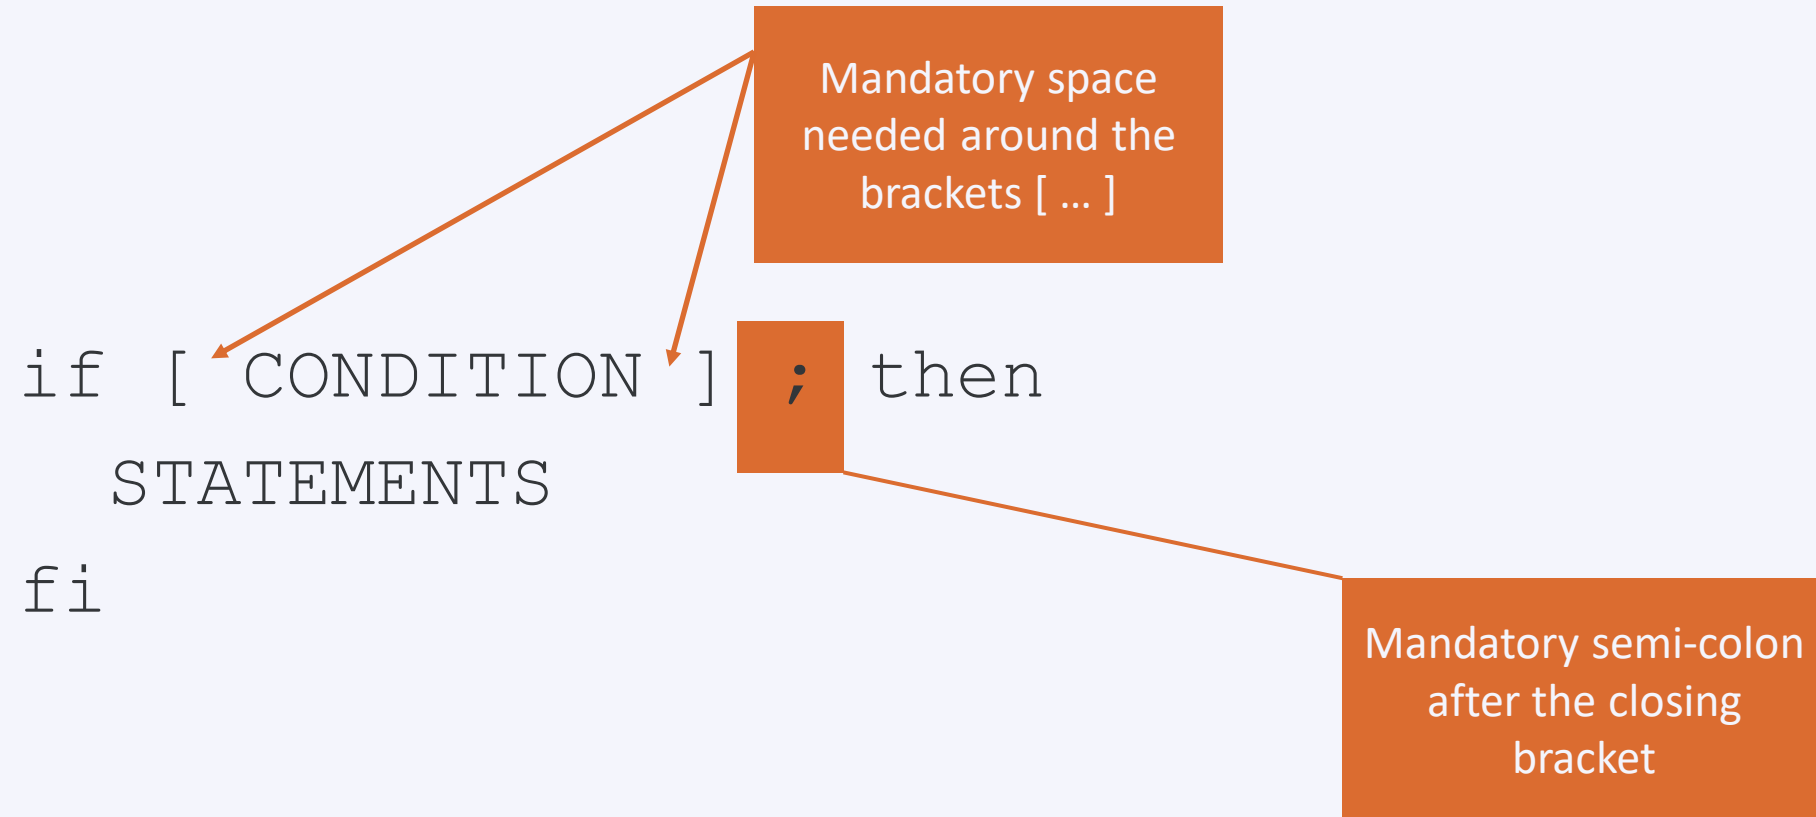 Mandatory space
needed around the
brackets [ … ]
if [ CONDITION ] ; then
STATEMENTS
fi
Mandatory semi-colon
after the closing
bracket